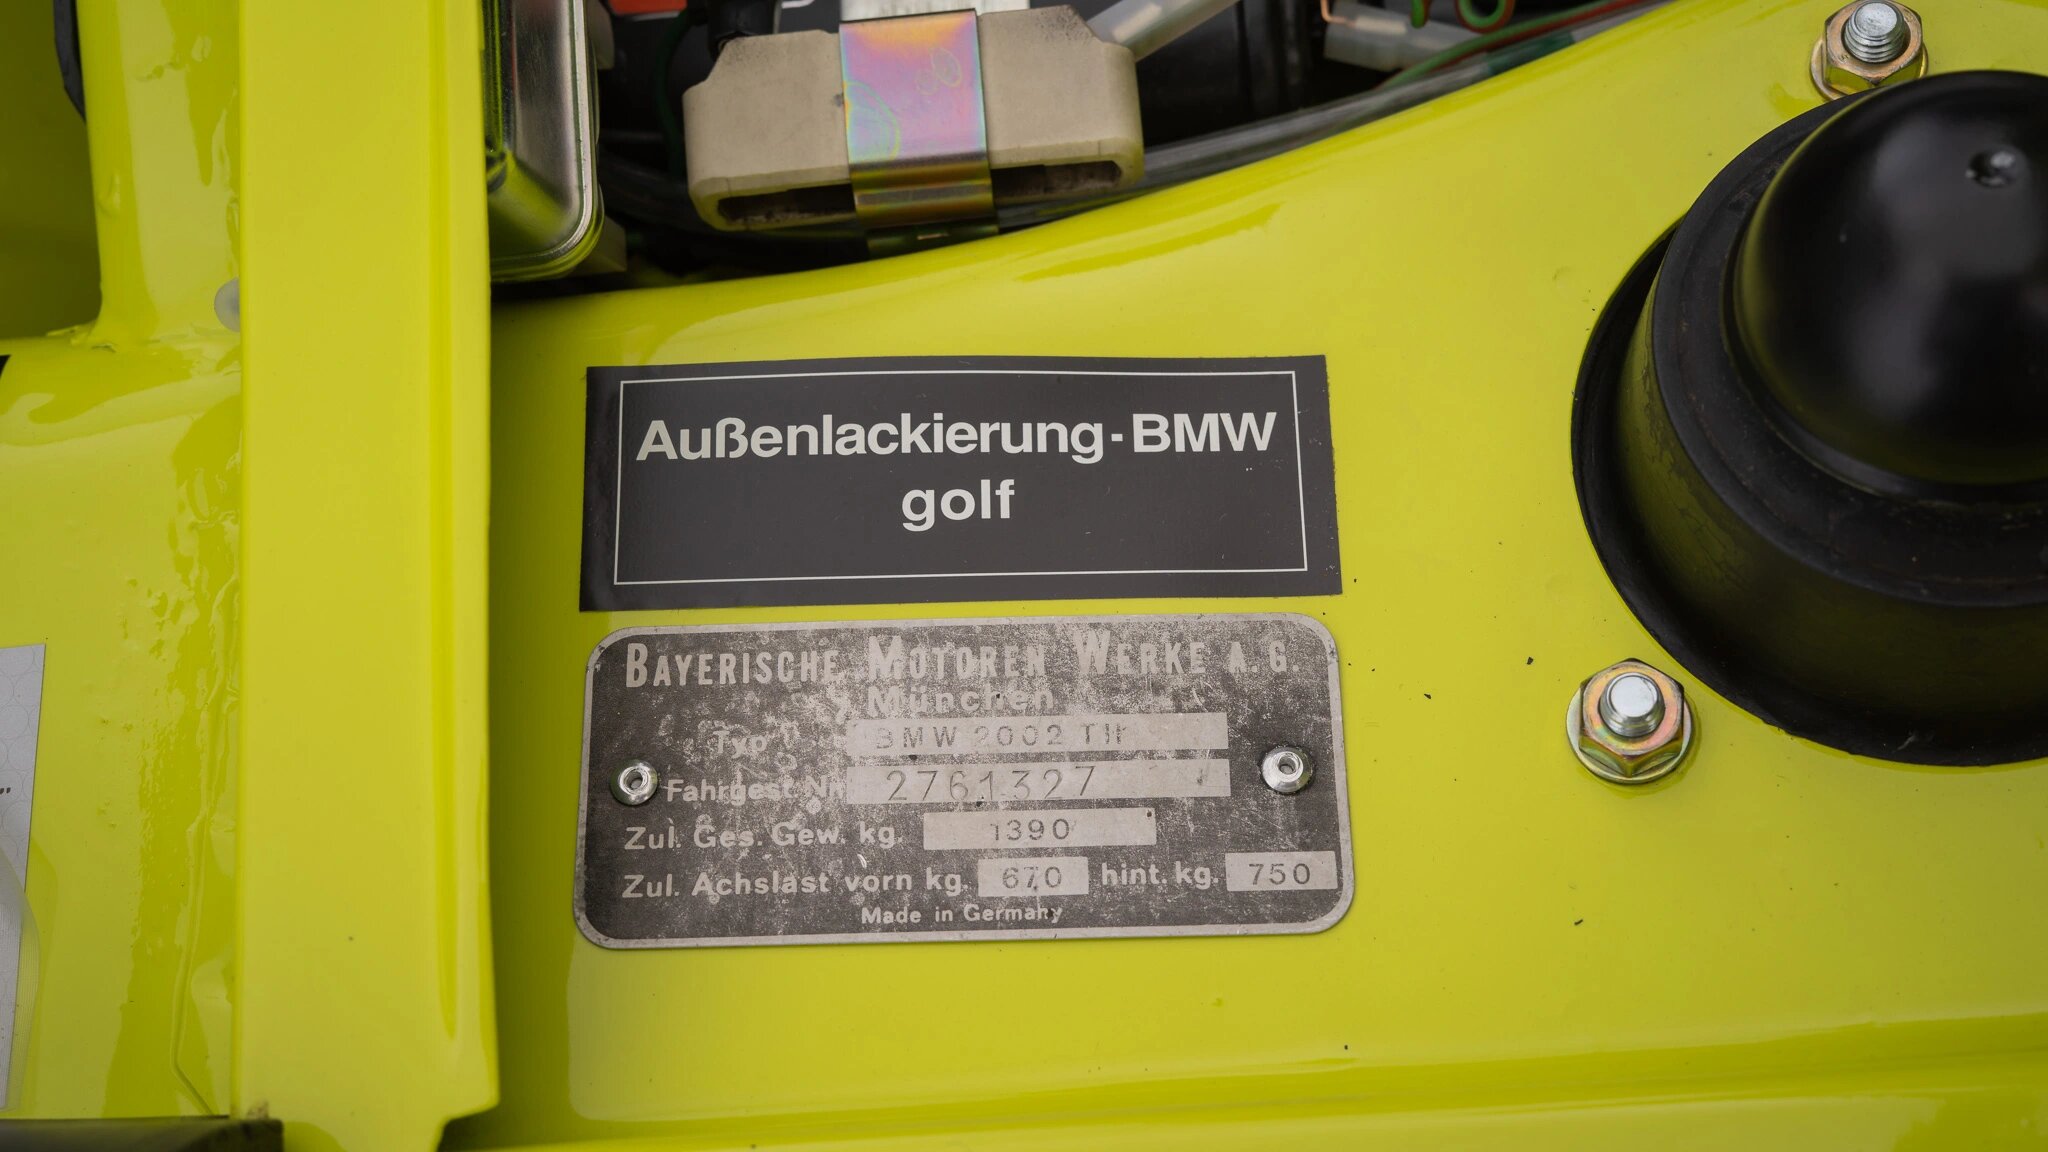 Außenlackierung-BMW
golf
BAYERISCHE MOTOREN WERKE A.G.
München
Typ BMW 2002 TII
Fahrgest. Nr. 2761327
Zul. Ges. Gew. kg. 1390
Zul. Achslast vorn kg. 670 hint. kg. 750
Made in Germany